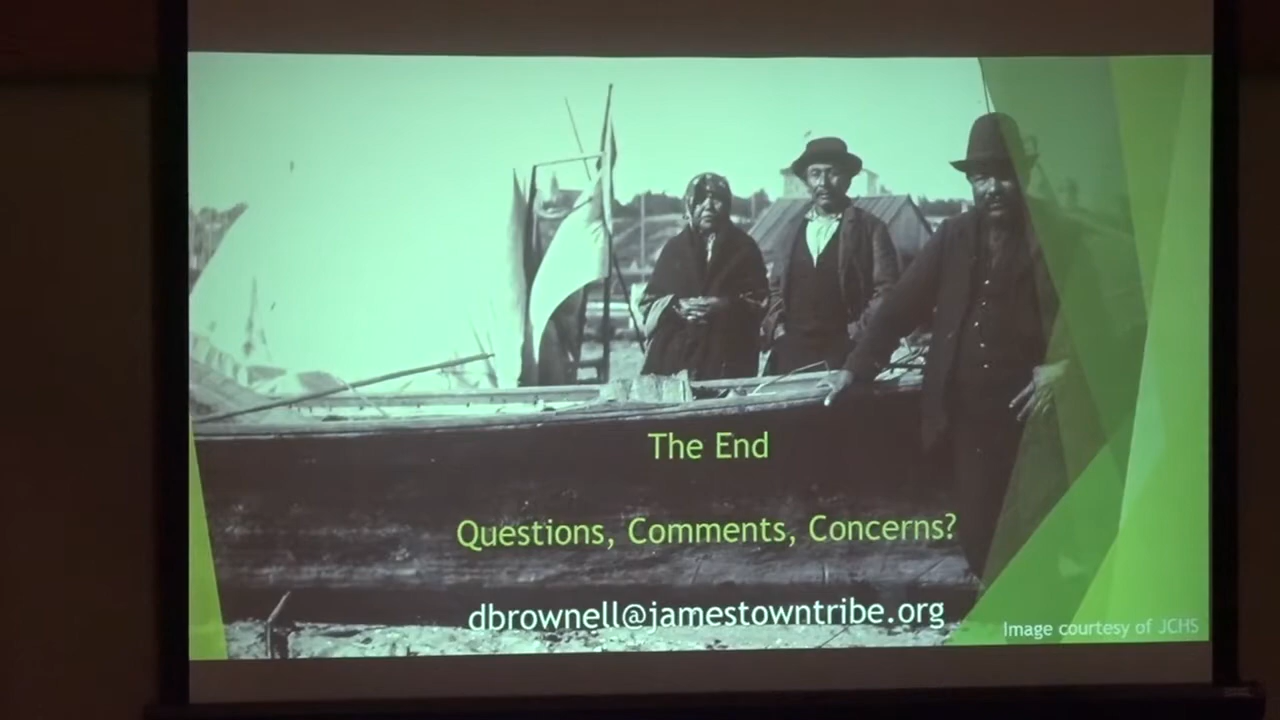 The End
Questions, Comments, Concerns?
dbrownell@jamestowntribe.org
Image courtesy of JCHS